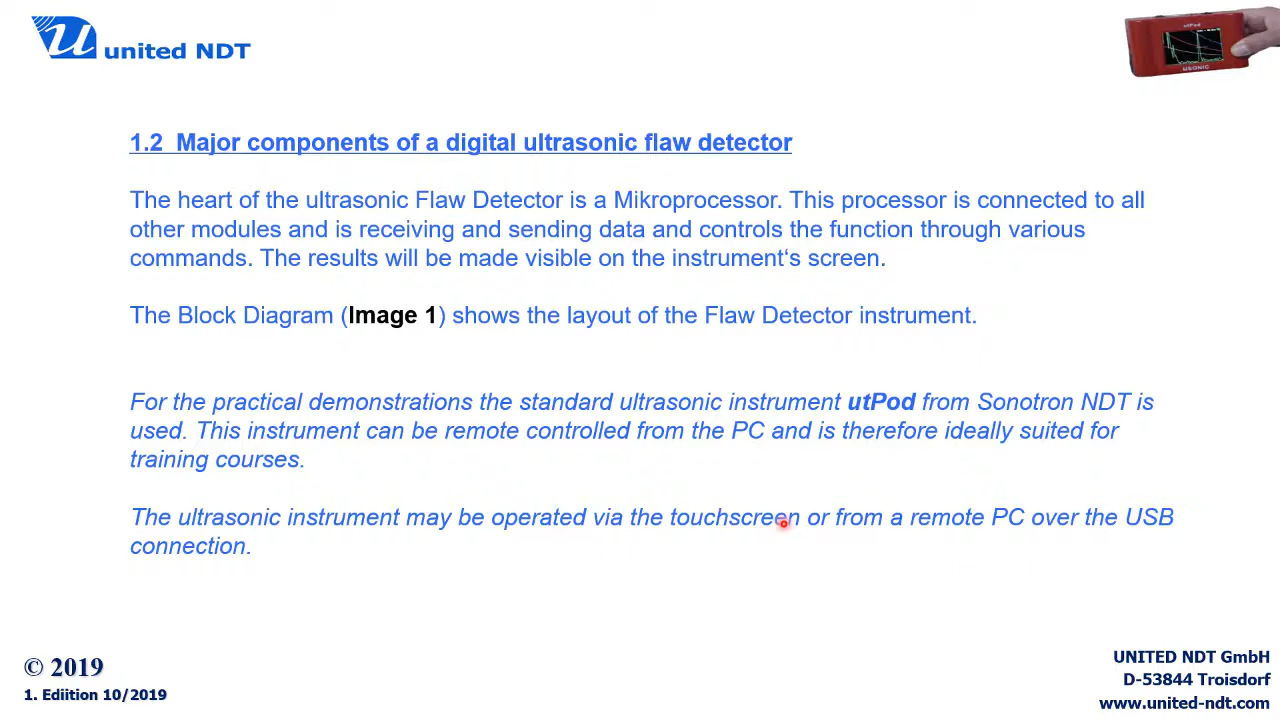 united NDT
utPod
USONIC
1.2 Major components of a digital ultrasonic flaw detector
The heart of the ultrasonic Flaw Detector is a Mikroprocessor. This processor is connected to all
other modules and is receiving and sending data and controls the function through various
commands. The results will be made visible on the instrument‘s screen.
The Block Diagram (Image 1) shows the layout of the Flaw Detector instrument.
For the practical demonstrations the standard ultrasonic instrument utPod from Sonotron NDT is
used. This instrument can be remote controlled from the PC and is therefore ideally suited for
training courses.
The ultrasonic instrument may be operated via the touchscreen or from a remote PC over the USB
connection.
© 2019
1. Ediition 10/2019
UNITED NDT GmbH
D-53844 Troisdorf
www.united-ndt.com